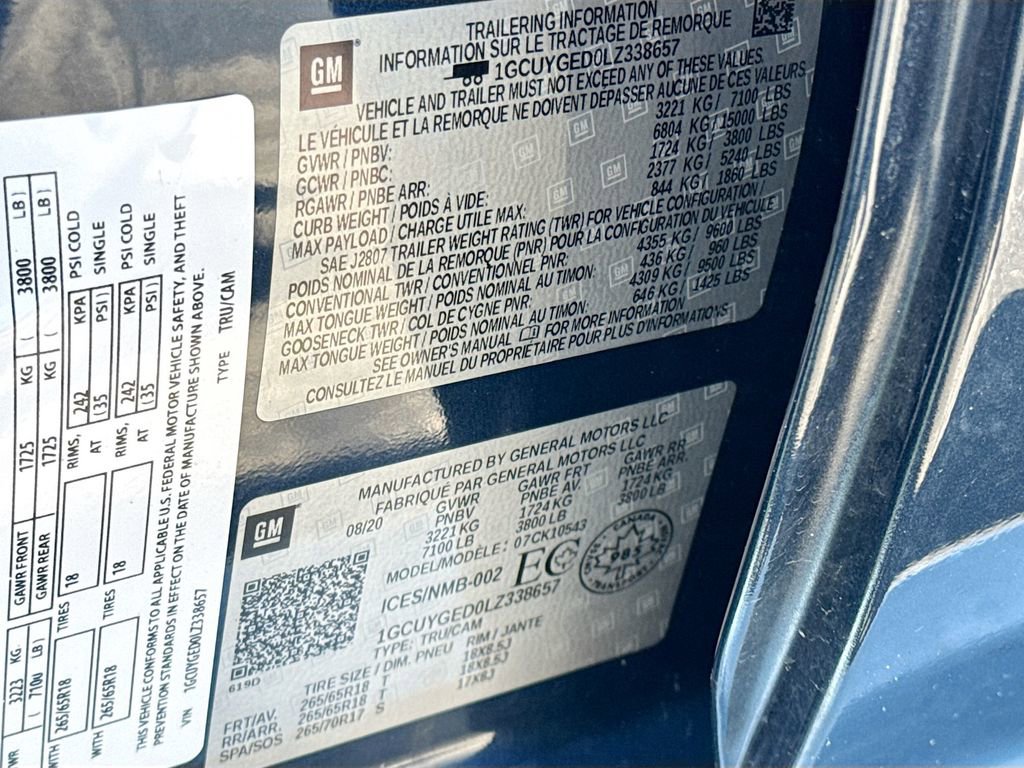 GM
TRAILERING INFORMATION
INFORMATION SUR LE TRACTAGE DE REMORQUE
1GCUYGED0LZ338657
VEHICLE AND TRAILER MUST NOT EXCEED ANY OF THESE VALUES.
LE VÉHICULE ET LA REMORQUE NE DOIVENT DÉPASSER AUCUNE DE CES VALEURS
GVWR / PNBV: 3221 KG/ 7100 LBS
GCWR / PNBC: 6804 KG/15000 LBS
RGAWR / PNBE ARR: 1724 KG/ 3800 LBS
CURB WEIGHT / POIDS À VIDE: 2377 KG/ 5240 LBS
MAX PAYLOAD / CHARGE UTILE MAX: 844 KG/ 1860 LBS
SAE J2807 TRAILER WEIGHT RATING (TWR) FOR VEHICLE CONFIGURATION /
POIDS NOMINAL DE LA REMORQUE (PNR) POUR LA CONFIGURATION DU VÉHICULE
CONVENTIONAL TWR / CONVENTIONNEL PNR: 4355 KG/ 9600 LBS
MAX TONGUE WEIGHT / POIDS NOMINAL AU TIMON: 436 KG/ 960 LBS
GOOSENECK TWR / COL DE CYGNE PNR: 4309 KG/ 9500 LBS
MAX TONGUE WEIGHT / POIDS NOMINAL AU TIMON: 646 KG/ 1425 LBS
SEE OWNER'S MANUAL FOR MORE INFORMATION
CONSULTEZ LE MANUEL DU PROPRIÉTAIRE POUR PLUS D'INFORMATIONS
GAWR FRONT 1725 KG ( 3800 LB )
GAWR REAR 1725 KG ( 3800 LB )
3223 KG
LB )
WITH 265/65R18 TIRES 18 RIMS, 242 KPA PSI COLD
AT (35 PSI) SINGLE
WITH 265/65R18 TIRES 18 RIMS, 242 KPA PSI COLD
AT (35 PSI) SINGLE
THIS VEHICLE CONFORMS TO ALL APPLICABLE U.S. FEDERAL MOTOR VEHICLE SAFETY, AND THEFT
PREVENTION STANDARDS IN EFFECT ON THE DATE OF MANUFACTURE SHOWN ABOVE.
VIN 1GCUYGED0LZ338657 TYPE TRU/CAM
GM
MANUFACTURED BY GENERAL MOTORS LLC
FABRIQUÉ PAR GENERAL MOTORS LLC
08/20 GVWR GAWR FRT GAWR RR
PNBV PNBE AV. PNBE ARR.
3221 KG 1724 KG 1724 KG
7100 LB 3800 LB 3800 LB
MODEL/MODÈLE: 07CK10543
ICES/NMB-002 EC
CANADA
985
TRANSPORT
1GCUYGED0LZ338657
TYPE: TRU/CAM
619D
TIRE SIZE / DIM. PNEU RIM / JANTE
FRT/AV. 265/65R18 T 18X8.5J
RR/ARR. 265/65R18 T 18X8.5J
SPA/SOS 265/70R17 S 17X8J